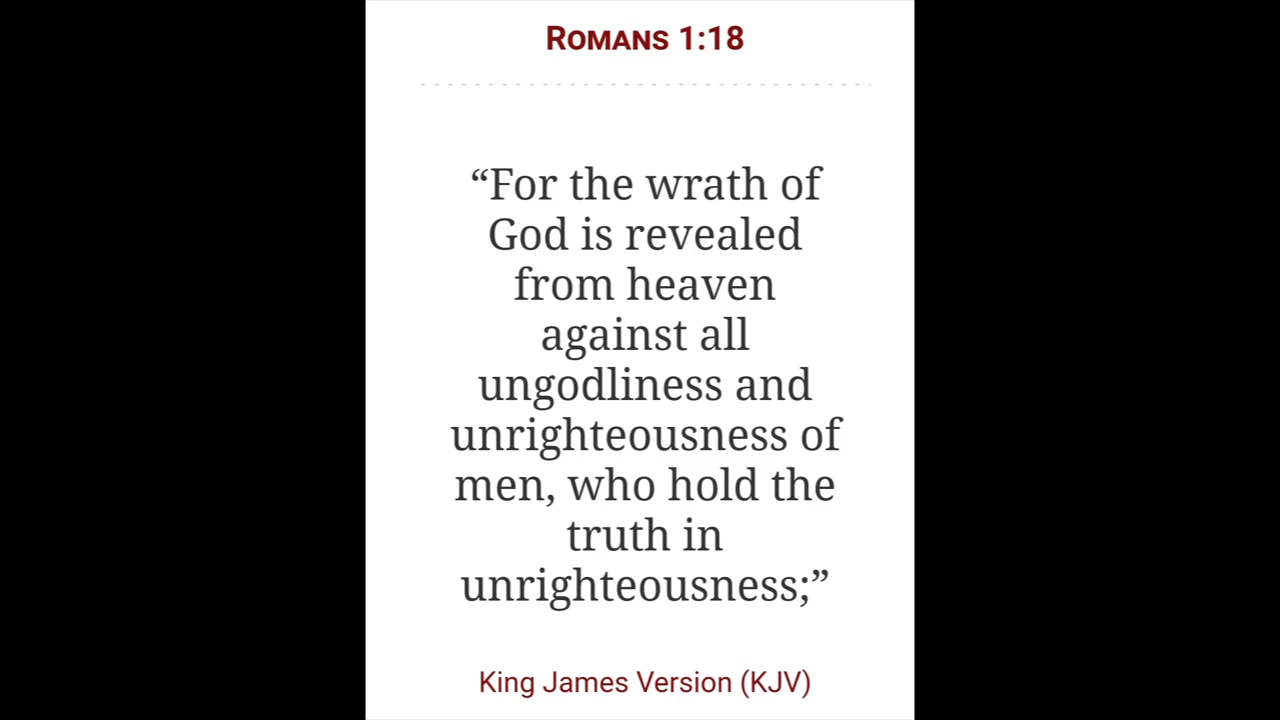 Romans 1:18
“For the wrath of
God is revealed
from heaven
against all
ungodliness and
unrighteousness of
men, who hold the
truth in
unrighteousness;”
King James Version (KJV)